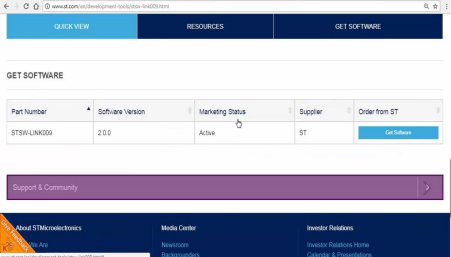 www.st.com/en/development-tools/stsw-link009.html
QUICK VIEW RESOURCES GET SOFTWARE
GET SOFTWARE
Part Number Software Version Marketing Status Supplier Order from ST
STSW-LINK009 2.0.0 Active ST Get Software
Support & Community
About STMicroelectronics Media Center Investor Relations
We Are Newsroom Investor Relations Home
Backgrounders Calendar & Presentations
Give Feedback